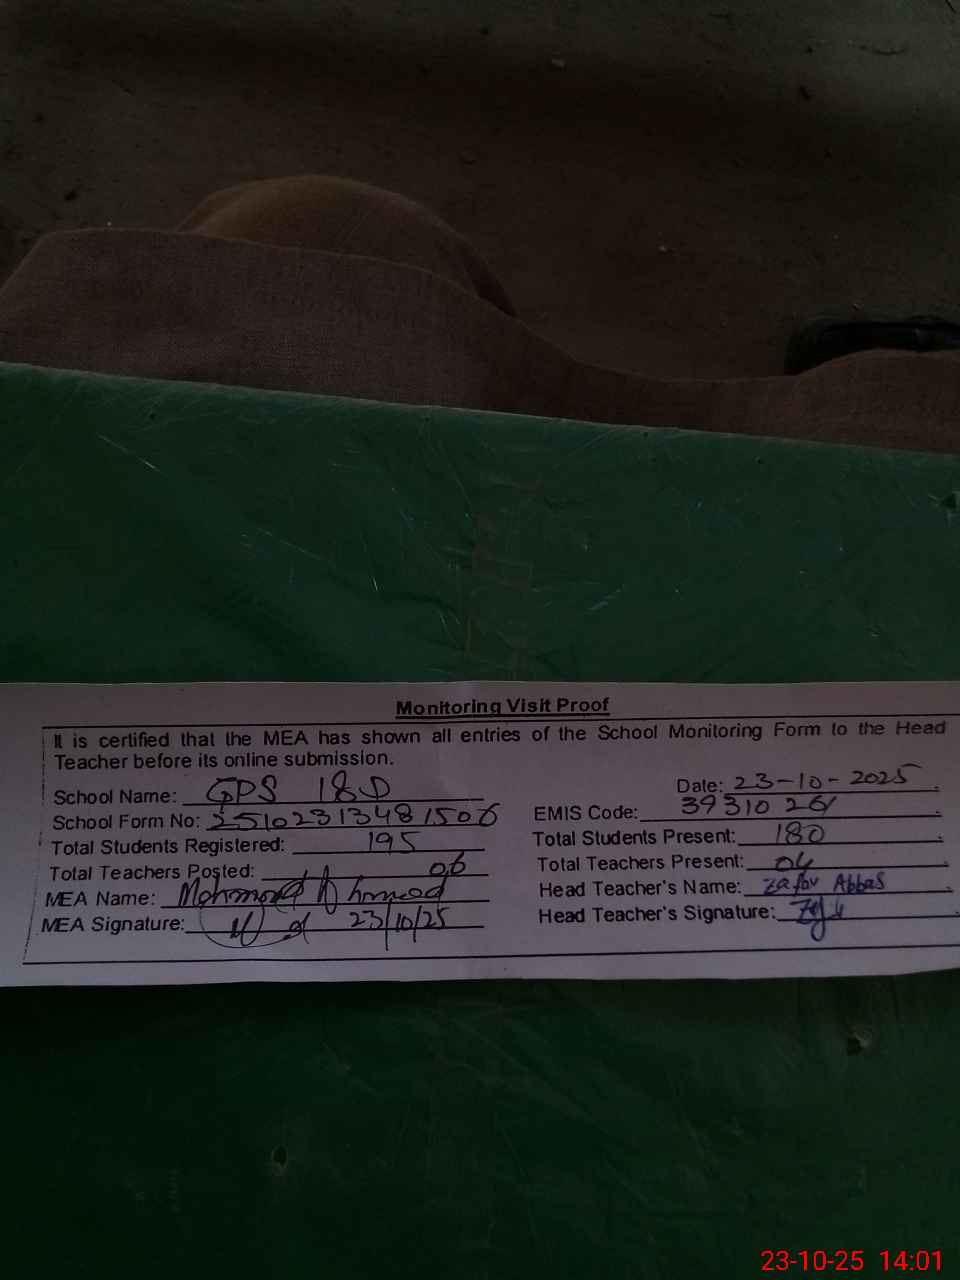 Monitoring Visit Proof
It is certified that the MEA has shown all entries of the School Monitoring Form to the Head
Teacher before its online submission.
School Name: GPS 18D
Date: 23-10-2025
School Form No: 25102313481506
EMIS Code: 39310261
Total Students Registered: 195
Total Students Present: 180
Total Teachers Posted: 06
Total Teachers Present: 04
MEA Name: Mohmood Ahmed
Head Teacher's Name: Zafar Abbas
MEA Signature: 23/10/25
Head Teacher's Signature:
23-10-25 14:01